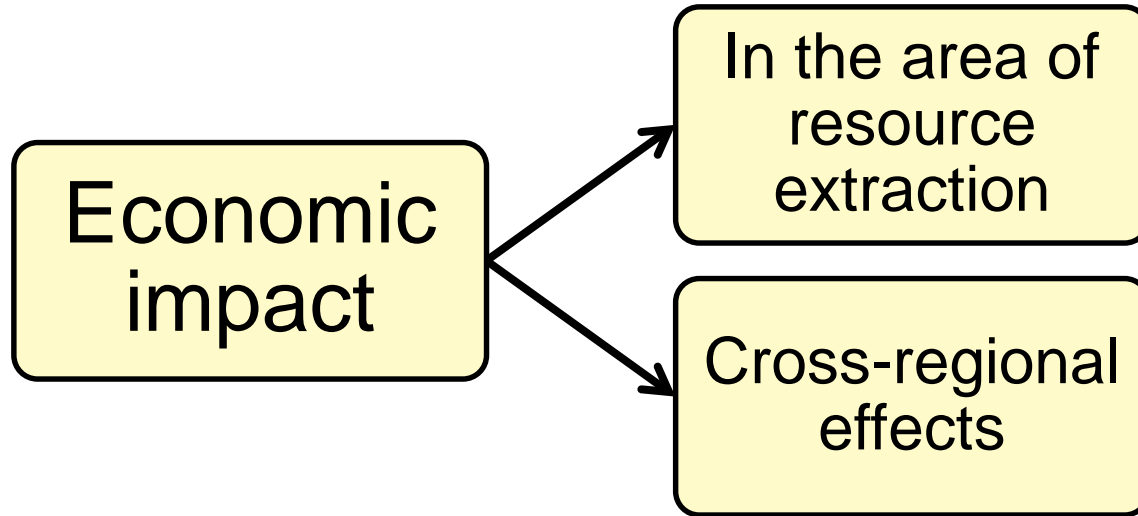 Economic
impact
In the area of
resource
extraction
Cross-regional
effects